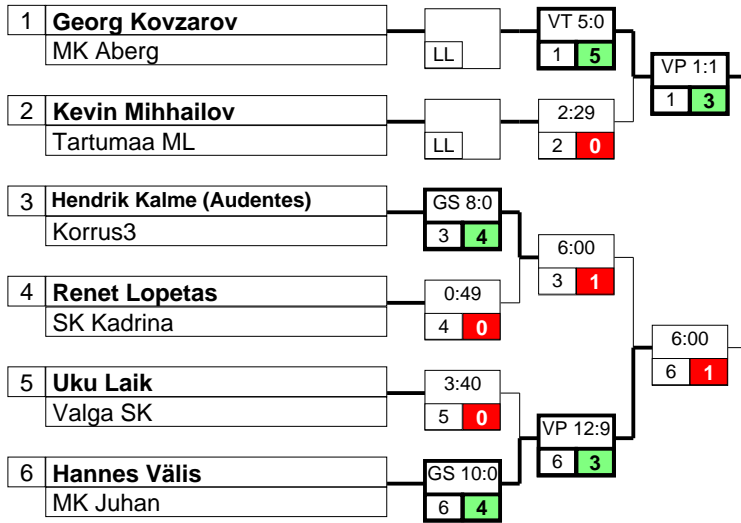 1 Georg Kovzarov
MK Aberg
LL
VT 5:0
1 5
VP 1:1
1 3
2 Kevin Mihhailov
Tartumaa ML
LL
2:29
2 0
3 Hendrik Kalme (Audentes)
Korrus3
GS 8:0
3 4
6:00
3 1
4 Renet Lopetas
SK Kadrina
0:49
4 0
6:00
6 1
5 Uku Laik
Valga SK
3:40
5 0
VP 12:9
6 3
6 Hannes Välis
MK Juhan
GS 10:0
6 4